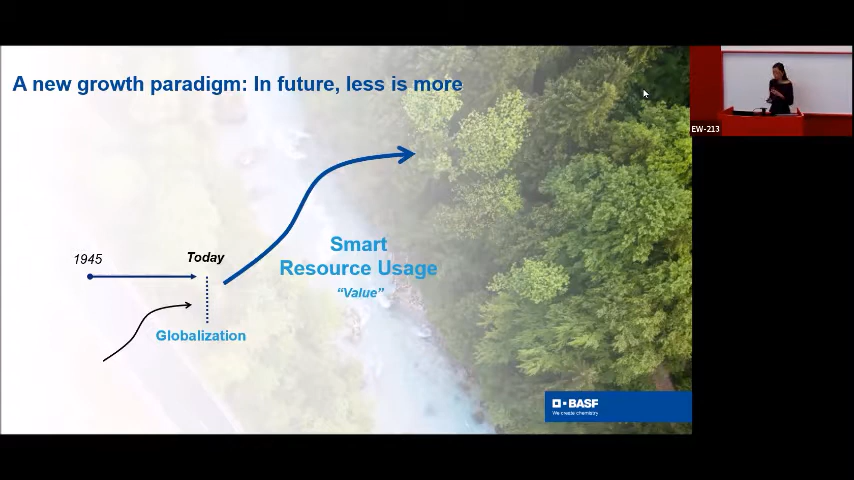 A new growth paradigm: In future, less is more
EW-213
1945
Today
Smart
Resource Usage
“Value”
Globalization
BASF
We create chemistry